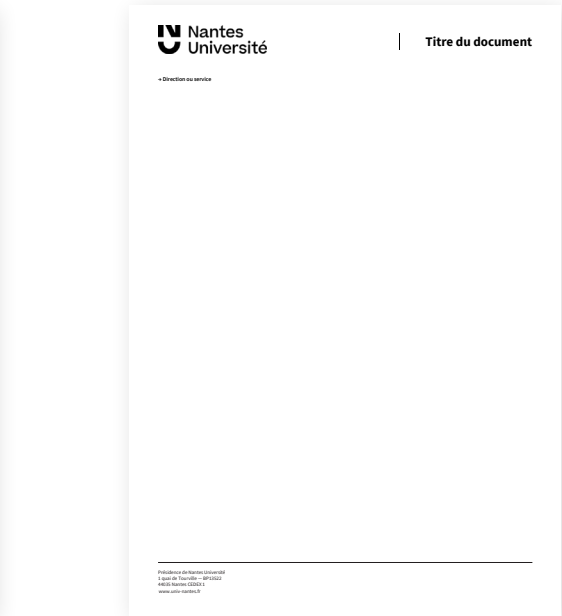 Nantes
Université
Titre du document
→ Direction ou service
Présidence de Nantes Université
1 quai de Tourville — BP13522
44035 Nantes CEDEX 1
www.univ-nantes.fr